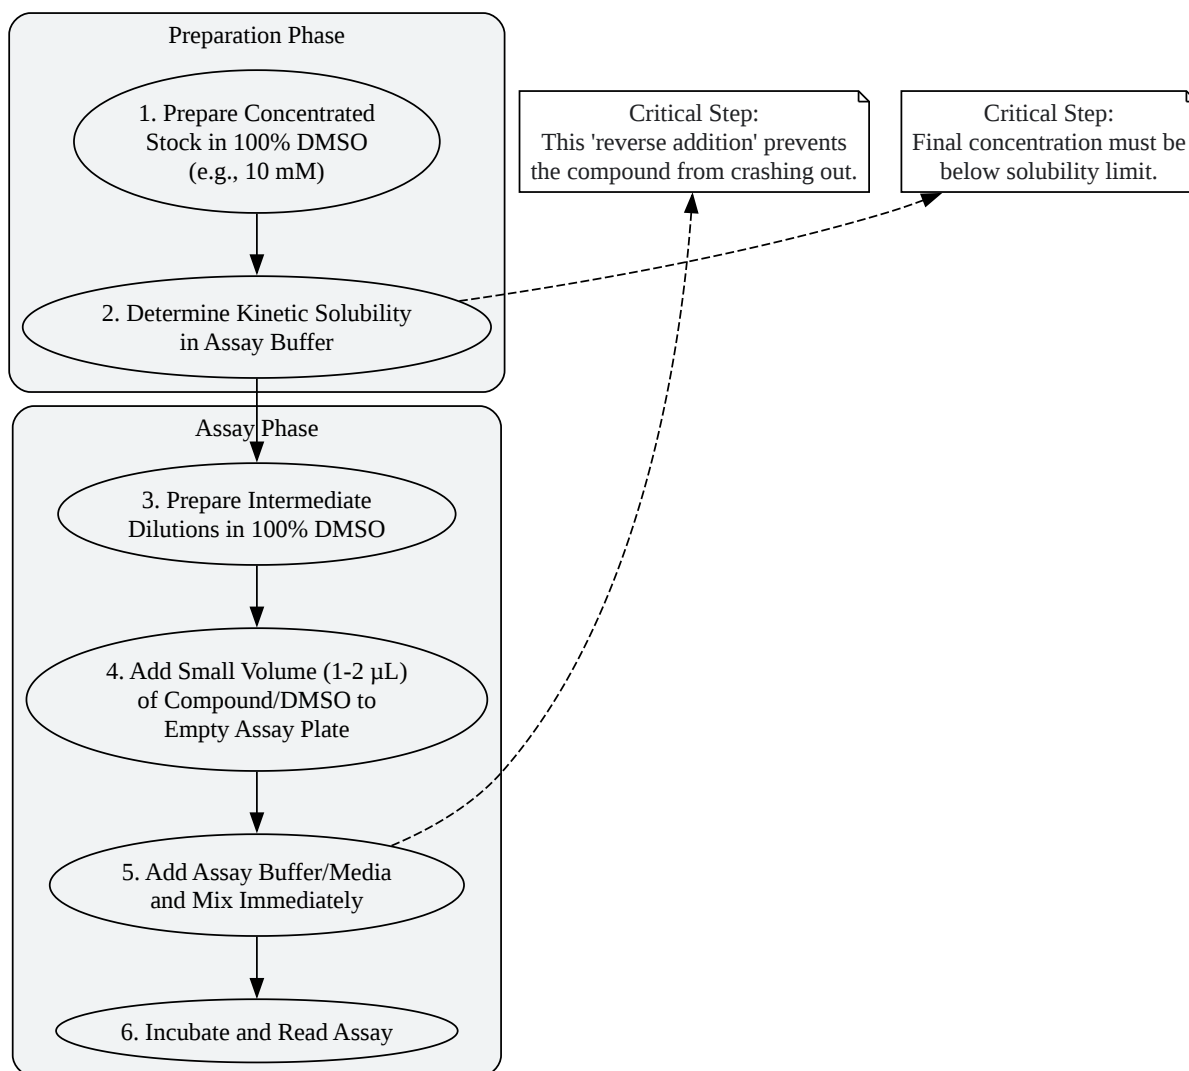 Preparation Phase
1. Prepare Concentrated
Stock in 100% DMSO
(e.g., 10 mM)
Critical Step:
This 'reverse addition' prevents
the compound from crashing out.
Critical Step:
Final concentration must be
below solubility limit.
2. Determine Kinetic Solubility
in Assay Buffer
Assay Phase
3. Prepare Intermediate
Dilutions in 100% DMSO
4. Add Small Volume (1-2 µL)
of Compound/DMSO to
Empty Assay Plate
5. Add Assay Buffer/Media
and Mix Immediately
6. Incubate and Read Assay